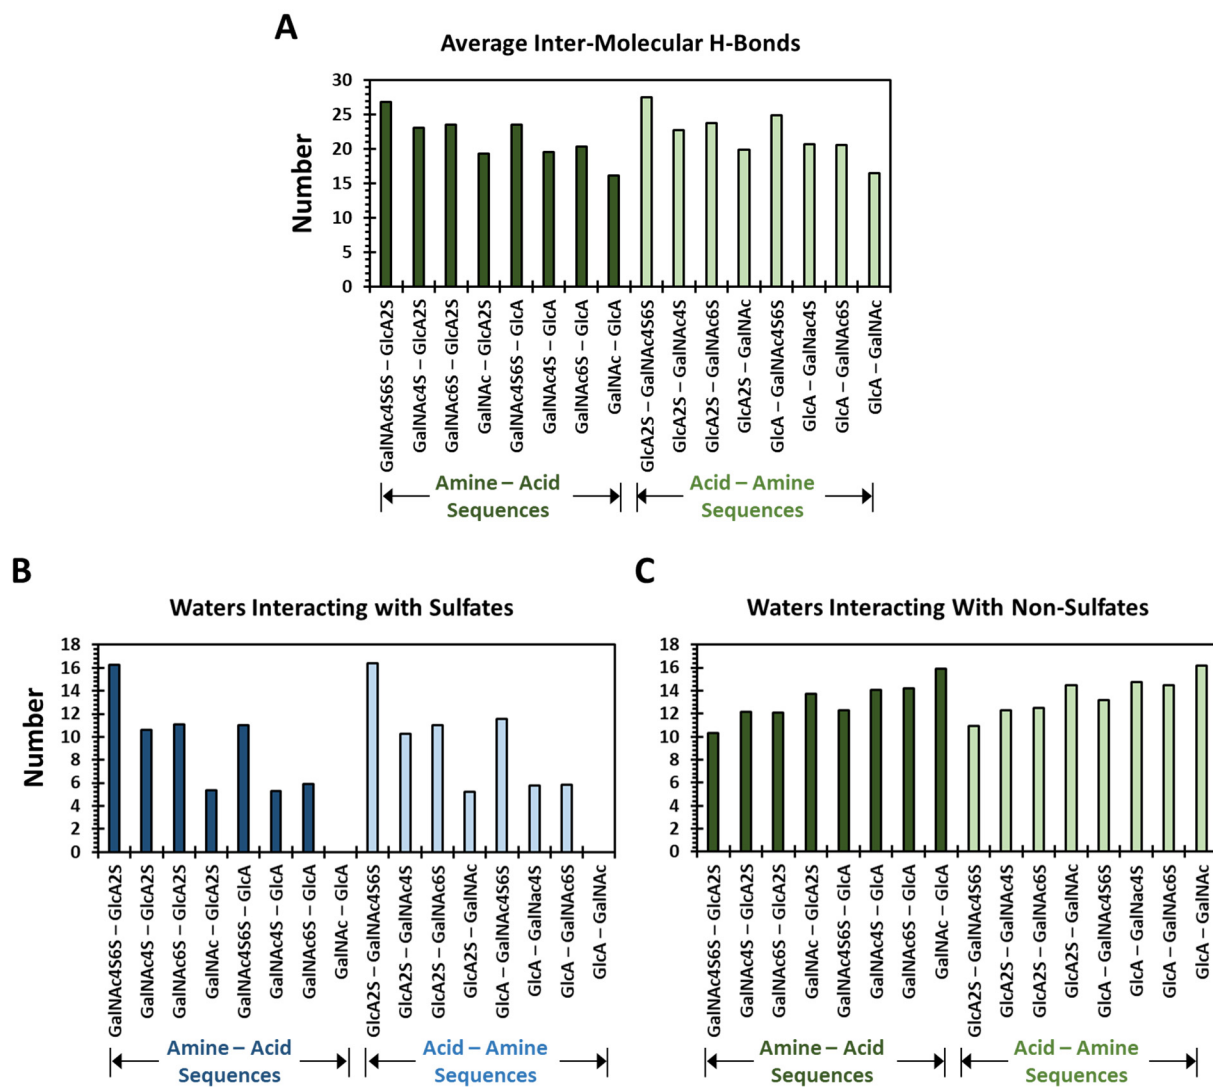 A
Average Inter-Molecular H-Bonds
Number
30
25
20
15
10
5
0
GalNAc4S6S – GlcA2S
GalNAc4S – GlcA2S
GalNAc6S – GlcA2S
GalNAc – GlcA2S
GalNAc4S6S – GlcA
GalNAc4S – GlcA
GalNAc6S – GlcA
GalNAc – GlcA
GlcA2S – GalNAc4S6S
GlcA2S – GalNAc4S
GlcA2S – GalNAc6S
GlcA2S – GalNAc
GlcA – GalNAc4S6S
GlcA – GalNac4S
GlcA – GalNAc6S
GlcA – GalNAc
Amine – Acid
Sequences
Acid – Amine
Sequences
B
Waters Interacting with Sulfates
Number
18
16
14
12
10
8
6
4
2
0
GalNAc4S6S – GlcA2S
GalNAc4S – GlcA2S
GalNAc6S – GlcA2S
GalNAc – GlcA2S
GalNAc4S6S – GlcA
GalNAc4S – GlcA
GalNAc6S – GlcA
GalNAc – GlcA
GlcA2S – GalNAc4S6S
GlcA2S – GalNAc4S
GlcA2S – GalNAc6S
GlcA2S – GalNAc
GlcA – GalNAc4S6S
GlcA – GalNac4S
GlcA – GalNAc6S
GlcA – GalNAc
Amine – Acid
Sequences
Acid – Amine
Sequences
C
Waters Interacting With Non-Sulfates
18
16
14
12
10
8
6
4
2
0
GalNAc4S6S – GlcA2S
GalNAc4S – GlcA2S
GalNAc6S – GlcA2S
GalNAc – GlcA2S
GalNAc4S6S – GlcA
GalNAc4S – GlcA
GalNAc6S – GlcA
GalNAc – GlcA
GlcA2S – GalNAc4S6S
GlcA2S – GalNAc4S
GlcA2S – GalNAc6S
GlcA2S – GalNAc
GlcA – GalNAc4S6S
GlcA – GalNac4S
GlcA – GalNAc6S
GlcA – GalNAc
Amine – Acid
Sequences
Acid – Amine
Sequences